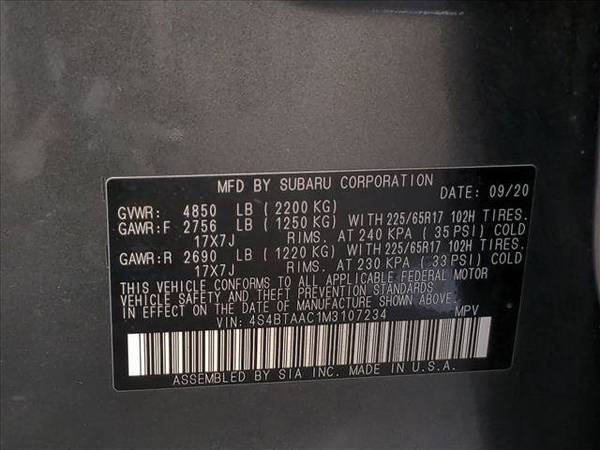 MFD BY SUBARU CORPORATION DATE: 09/20
GVWR: 4850 LB (2200 KG)
GAWR:F 2756 LB (1250 KG) WITH 225/65R17 102H TIRES.
17X7J RIMS. AT 240 KPA (35 PSI) COLD
GAWR:R 2690 LB (1220 KG) WITH 225/65R17 102H TIRES.
17X7J RIMS. AT 230 KPA (33 PSI) COLD
THIS VEHICLE CONFORMS TO ALL APPLICABLE FEDERAL MOTOR
VEHICLE SAFETY AND THEFT PREVENTION STANDARDS
IN EFFECT ON THE DATE OF MANUFACTURE SHOWN ABOVE.
VIN: 4S4BTAAC1M3107234 MPV
ASSEMBLED BY SIA INC. MADE IN U.S.A.